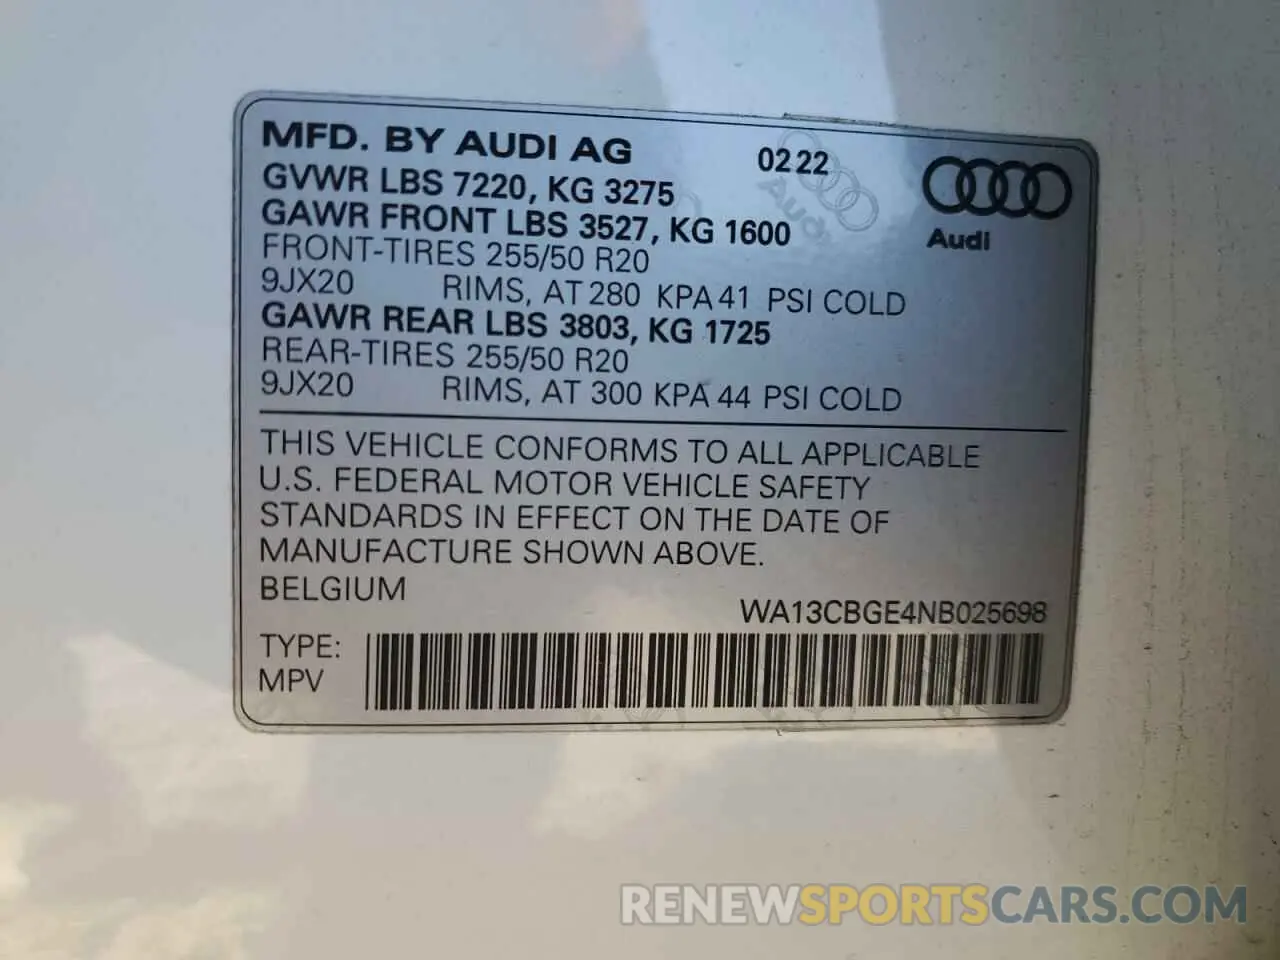 MFD. BY AUDI AG 02 22
GVWR LBS 7220, KG 3275
GAWR FRONT LBS 3527, KG 1600
Audi
FRONT-TIRES 255/50 R20
9JX20 RIMS, AT 280 KPA 41 PSI COLD
GAWR REAR LBS 3803, KG 1725
REAR-TIRES 255/50 R20
9JX20 RIMS, AT 300 KPA 44 PSI COLD
THIS VEHICLE CONFORMS TO ALL APPLICABLE
U.S. FEDERAL MOTOR VEHICLE SAFETY
STANDARDS IN EFFECT ON THE DATE OF
MANUFACTURE SHOWN ABOVE.
BELGIUM
WA13CBGE4NB025698
TYPE:
MPV
RENEWSPORTSCARS.COM